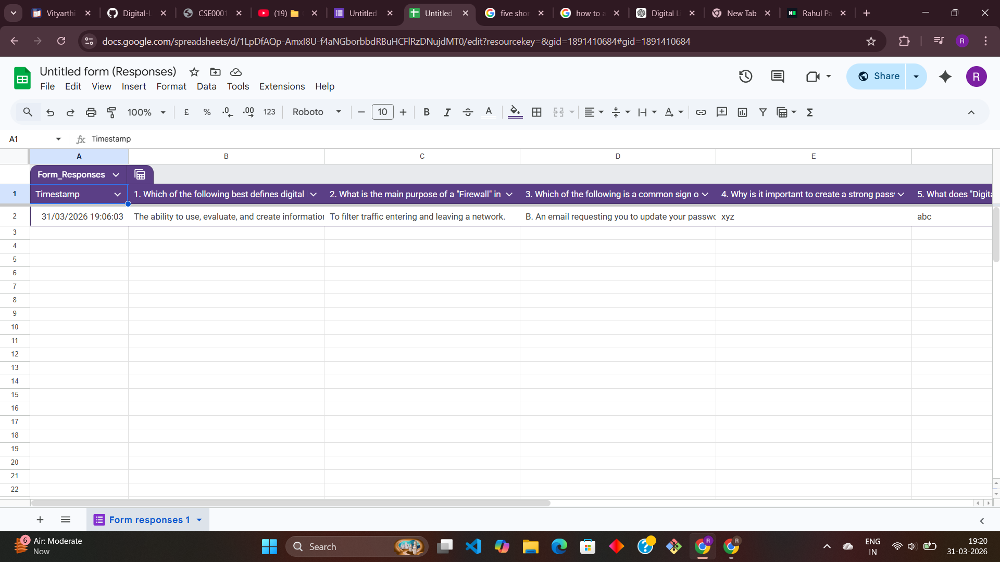 Vityarthi
Digital-L
CSE0001
(19)
Untitled
Untitled
five shor
how to a
Digital Li
New Tab
Rahul Pa
docs.google.com/spreadsheets/d/1LpDfAQp-AmxI8U-f4aNGborbbdRBuHCFlRzDNujdMT0/edit?resourcekey=&gid=1891410684#gid=1891410684
R
Untitled form (Responses)
File Edit View Insert Format Data Tools Extensions Help
Share
R
100%
£ % .0 .00 123
Roboto
10
B I S A
A1
fx Timestamp
A B C D E
Form_Responses
1 Timestamp 1. Which of the following best defines digital 2. What is the main purpose of a "Firewall" in 3. Which of the following is a common sign o 4. Why is it important to create a strong pass 5. What does "Digita
2 31/03/2026 19:06:03 The ability to use, evaluate, and create information To filter traffic entering and leaving a network. B. An email requesting you to update your passwo xyz abc
3
4
5
6
7
8
9
10
11
12
13
14
15
16
17
18
19
20
21
22
Form responses 1
6
Air: Moderate
Now
Search
ENG
IN
19:20
31-03-2026